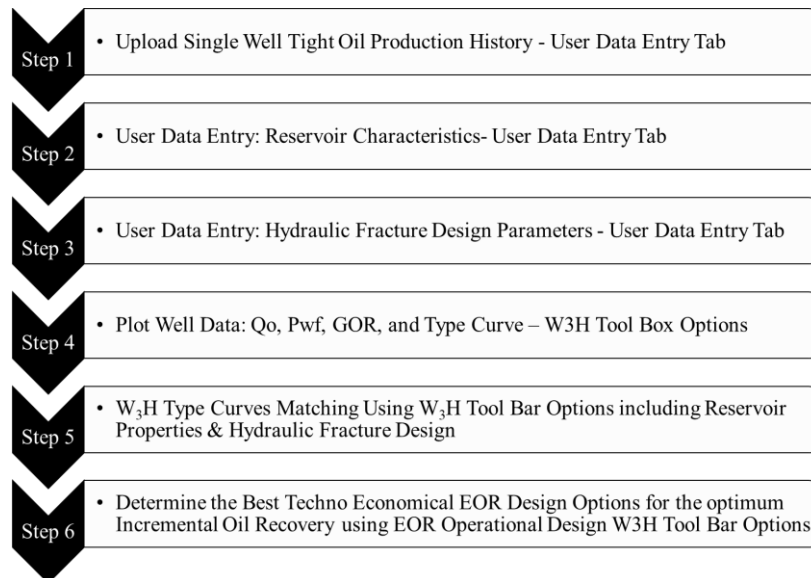 Step 1
• Upload Single Well Tight Oil Production History - User Data Entry Tab
Step 2
• User Data Entry: Reservoir Characteristics- User Data Entry Tab
Step 3
• User Data Entry: Hydraulic Fracture Design Parameters - User Data Entry Tab
Step 4
• Plot Well Data: Qo, Pwf, GOR, and Type Curve – W3H Tool Box Options
Step 5
• W₃H Type Curves Matching Using W₃H Tool Bar Options including Reservoir
Properties & Hydraulic Fracture Design
Step 6
• Determine the Best Techno Economical EOR Design Options for the optimum
Incremental Oil Recovery using EOR Operational Design W3H Tool Bar Options